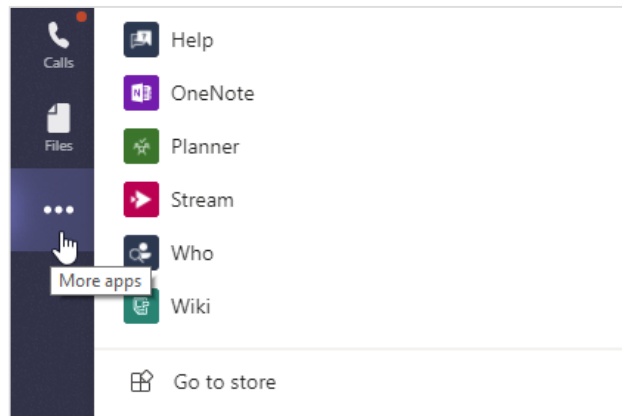 Calls
Files
More apps
Help
OneNote
Planner
Stream
Who
Wiki
Go to store